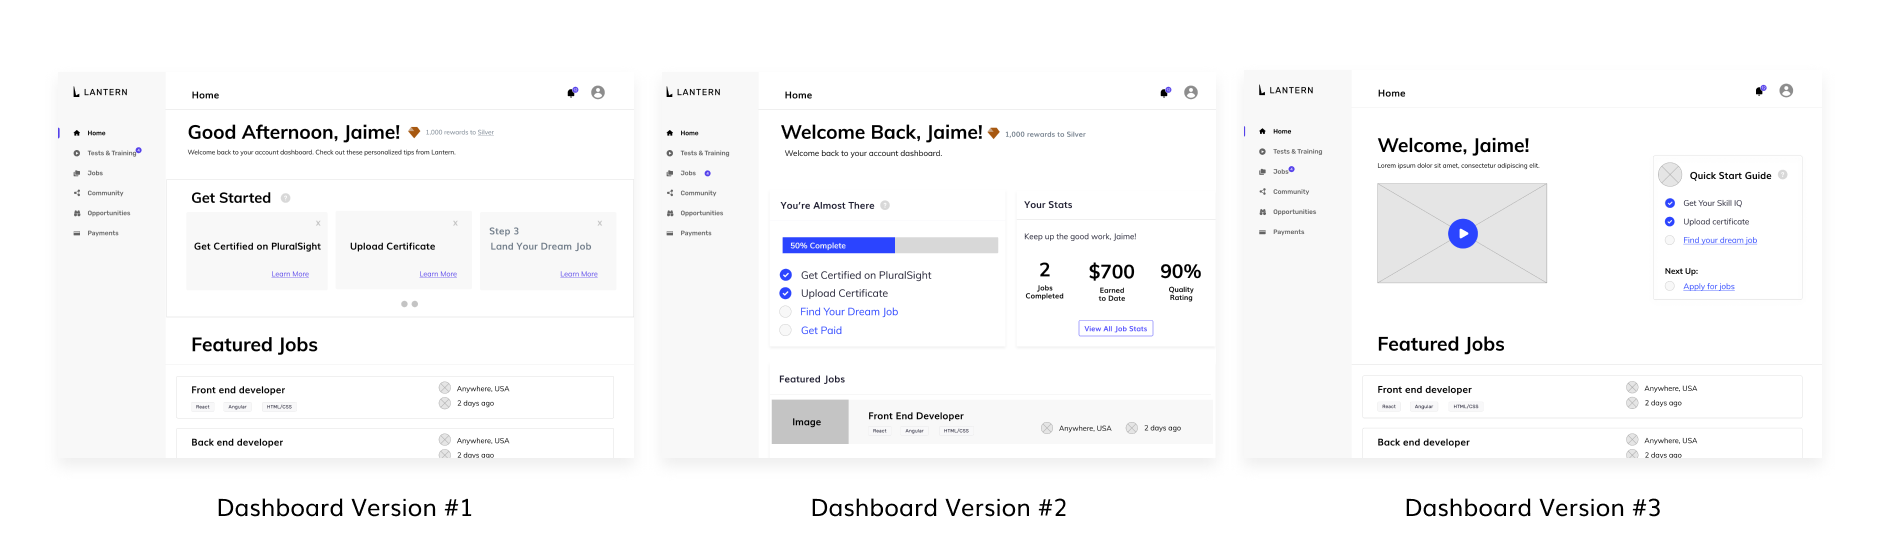 LANTERN
Home
Home
Tests & Training
Jobs
Community
Opportunities
Payments
Good Afternoon, Jaime!
1,000 rewards to Silver
Welcome back to your account dashboard. Check out these personalized tips from Lantern.
Get Started
?
x
Get Certified on PluralSight
Learn More
x
Upload Certificate
Learn More
x
Step 3
Land Your Dream Job
Learn More
Featured Jobs
Front end developer
React
Angular
HTML/CSS
Anywhere, USA
2 days ago
Back end developer
Anywhere, USA
2 days ago
Dashboard Version #1
LANTERN
Home
Home
Tests & Training
Jobs
Community
Opportunities
Payments
Welcome Back, Jaime!
1,000 rewards to Silver
Welcome back to your account dashboard.
You're Almost There
?
50% Complete
Get Certified on PluralSight
Upload Certificate
Find Your Dream Job
Get Paid
Your Stats
Keep up the good work, Jaime!
2
Jobs
Completed
$700
Earned
to Date
90%
Quality
Rating
View All Job Stats
Featured Jobs
Image
Front End Developer
React
Angular
HTML/CSS
Anywhere, USA
2 days ago
Dashboard Version #2
LANTERN
Home
Home
Tests & Training
Jobs
Community
Opportunities
Payments
Welcome, Jaime!
Lorem ipsum dolor sit amet, consectetur adipiscing elit.
Quick Start Guide
?
Get Your Skill IQ
Upload certificate
Find your dream job
Next Up:
Apply for jobs
Featured Jobs
Front end developer
React
Angular
HTML/CSS
Anywhere, USA
2 days ago
Back end developer
Anywhere, USA
2 days ago
Dashboard Version #3